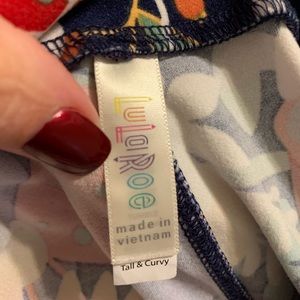 LuLaRoe
made in
vietnam
Tall & Curvy